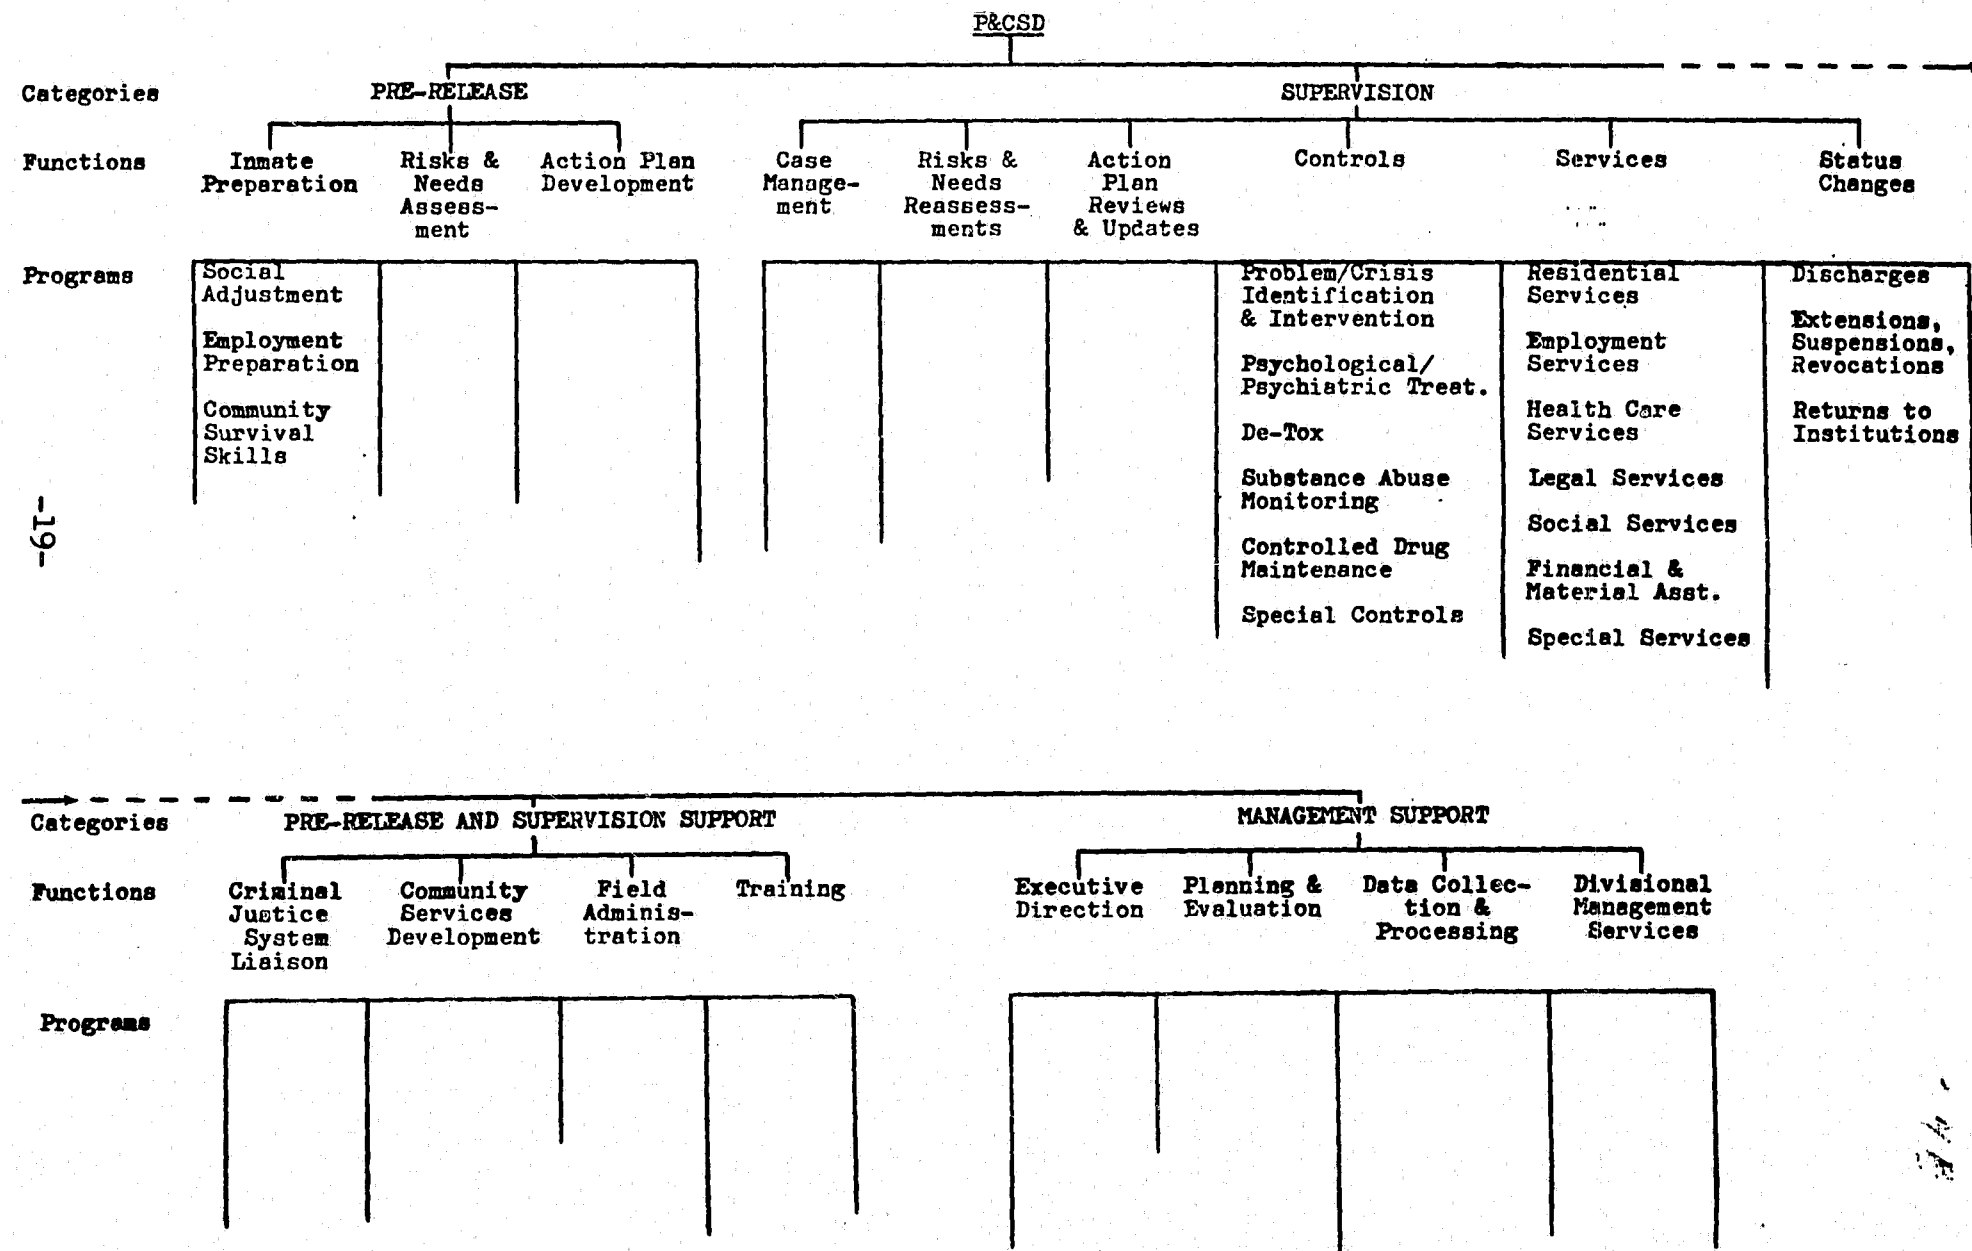 P&CSD
Categories
PRE-RELEASE
SUPERVISION
Functions
Inmate
Preparation
Risks &
Needs
Assess-
ment
Action Plan
Development
Case
Manage-
ment
Risks &
Needs
Reassess-
ments
Action
Plan
Reviews
& Updates
Controls
Services
Status
Changes
Programs
Social
Adjustment
Employment
Preparation
Community
Survival
Skills
Problem/Crisis
Identification
& Intervention
Psychological/
Psychiatric Treat.
De-Tox
Substance Abuse
Monitoring
Controlled Drug
Maintenance
Special Controls
Residential
Services
Employment
Services
Health Care
Services
Legal Services
Social Services
Financial &
Material Asst.
Special Services
Discharges
Extensions,
Suspensions,
Revocations
Returns to
Institutions
-19-
Categories
PRE-RELEASE AND SUPERVISION SUPPORT
MANAGEMENT SUPPORT
Functions
Criminal
Justice
System
Liaison
Community
Services
Development
Field
Adminis-
tration
Training
Executive
Direction
Planning &
Evaluation
Data Collec-
tion &
Processing
Divisional
Management
Services
Programs